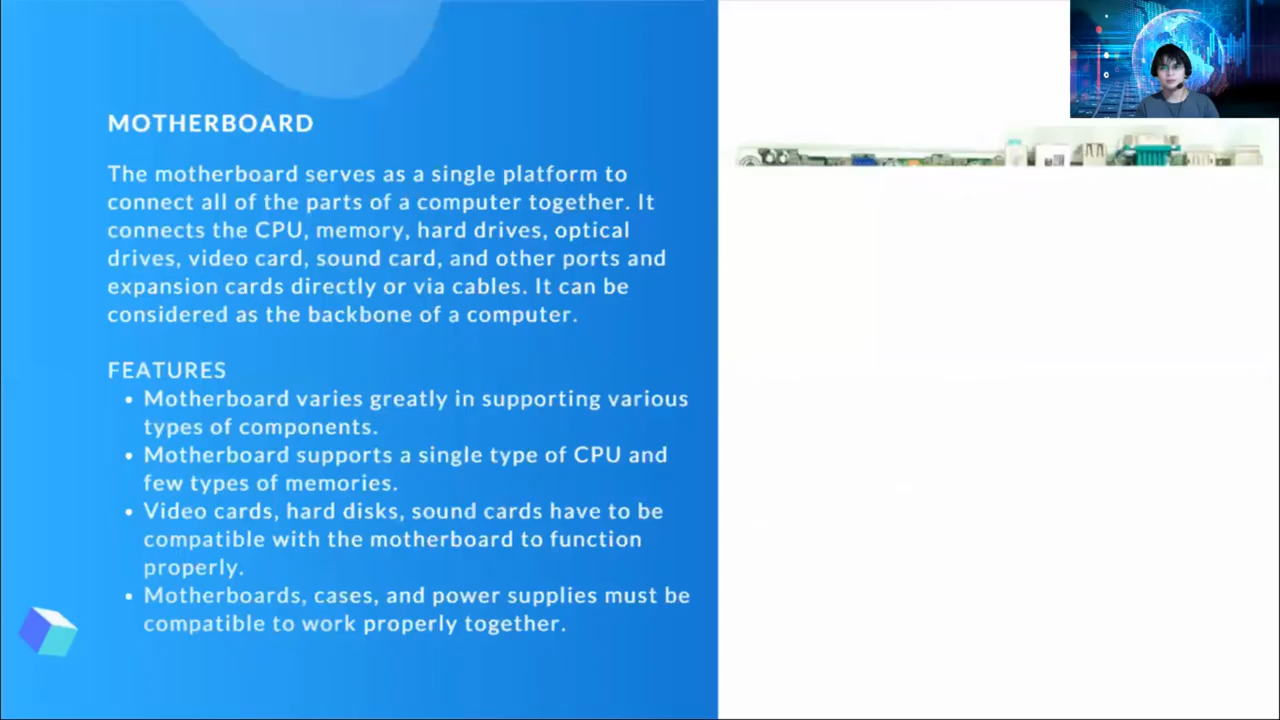 MOTHERBOARD
The motherboard serves as a single platform to
connect all of the parts of a computer together. It
connects the CPU, memory, hard drives, optical
drives, video card, sound card, and other ports and
expansion cards directly or via cables. It can be
considered as the backbone of a computer.
FEATURES
• Motherboard varies greatly in supporting various
types of components.
• Motherboard supports a single type of CPU and
few types of memories.
• Video cards, hard disks, sound cards have to be
compatible with the motherboard to function
properly.
• Motherboards, cases, and power supplies must be
compatible to work properly together.